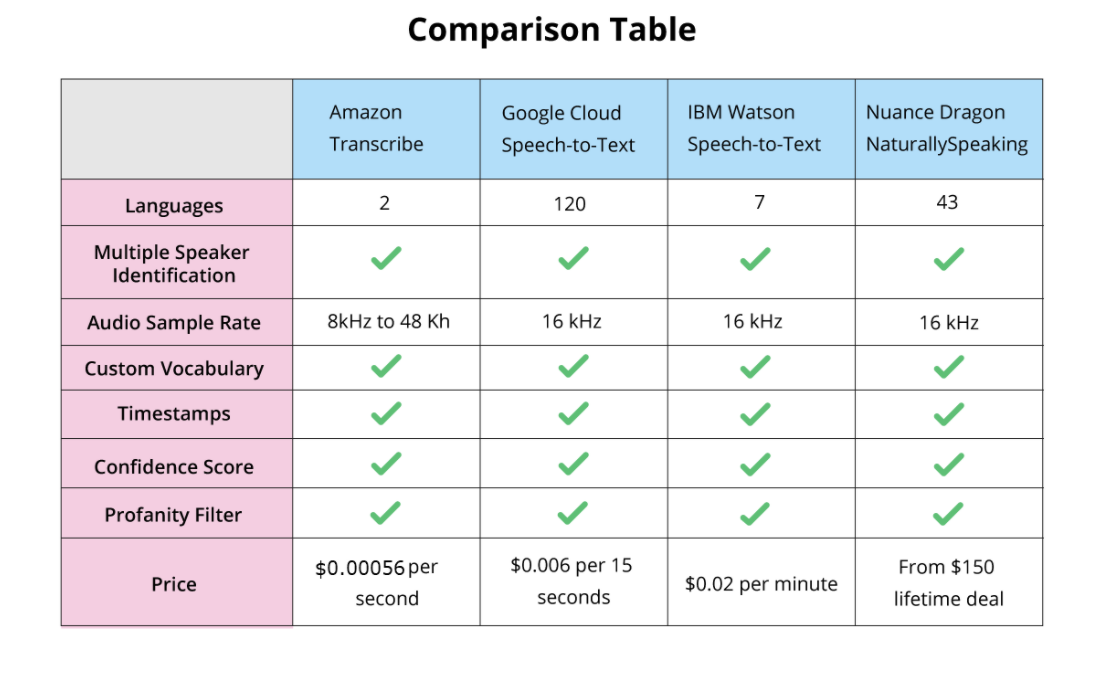 Comparison Table
Amazon Transcribe
Google Cloud Speech-to-Text
IBM Watson Speech-to-Text
Nuance Dragon NaturallySpeaking
Languages
2
120
7
43
Multiple Speaker
Identification
Audio Sample Rate
8kHz to 48 Kh
16 kHz
16 kHz
16 kHz
Custom Vocabulary
Timestamps
Confidence Score
Profanity Filter
Price
$0.00056 per
second
$0.006 per 15
seconds
$0.02 per minute
From $150
lifetime deal